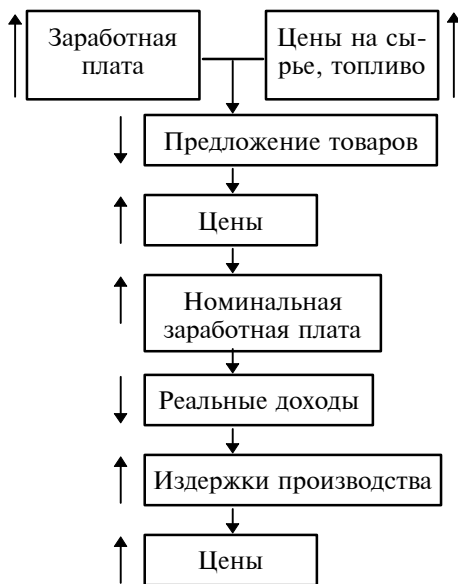 Заработная
плата
Цены на сы-
рье, топливо
Предложение товаров
Цены
Номинальная
заработная плата
Реальные доходы
Издержки производства
Цены